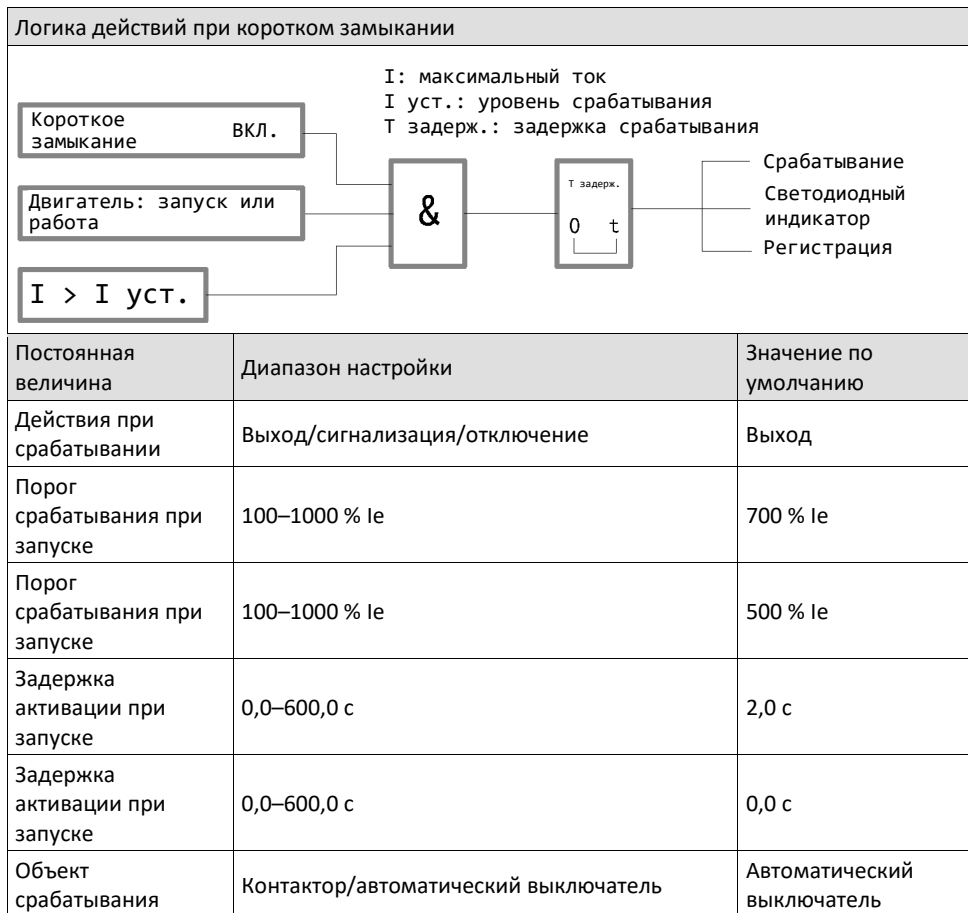 Логика действий при коротком замыкании
I: максимальный ток
I уст.: уровень срабатывания
T задерж.: задержка срабатывания
Короткое
замыкание
ВКЛ.
Двигатель: запуск или
работа
I > I уст.
&
T задерж.
0 t
Срабатывание
Светодиодный
индикатор
Регистрация
Постоянная
величина
Диапазон настройки
Значение по
умолчанию
Действия при
срабатывании
Выход/сигнализация/отключение
Выход
Порог
срабатывания при
запуске
100–1000 % Ie
700 % Ie
Порог
срабатывания при
запуске
100–1000 % Ie
500 % Ie
Задержка
активации при
запуске
0,0–600,0 с
2,0 с
Задержка
активации при
запуске
0,0–600,0 с
0,0 с
Объект
срабатывания
Контактор/автоматический выключатель
Автоматический
выключатель